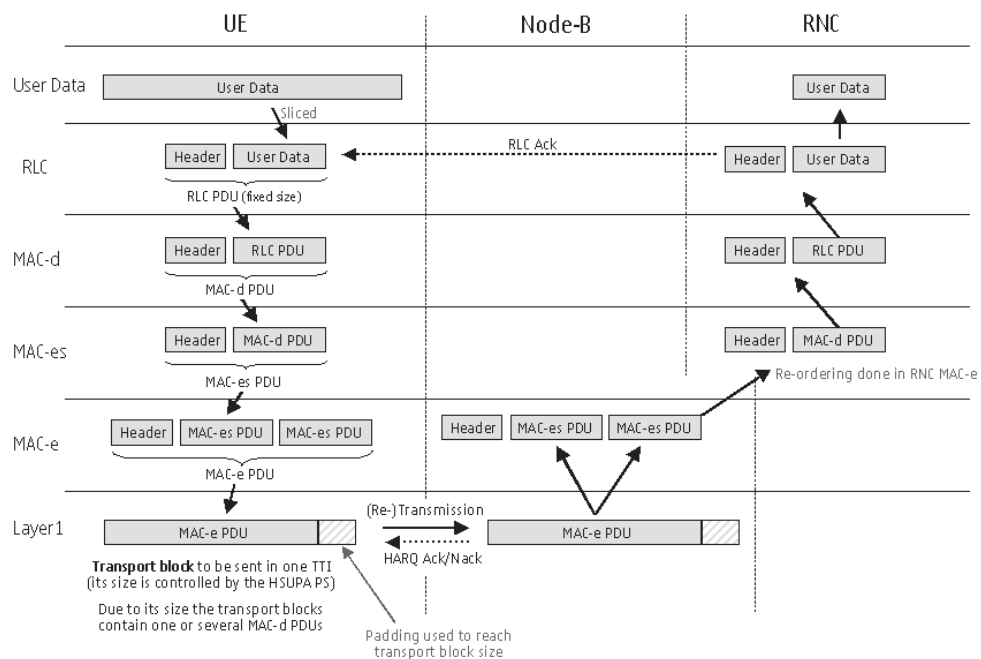 UE Node-B RNC
User Data User Data User Data
Sliced
RLC Header User Data RLC Ack Header User Data
RLC PDU (fixed size)
MAC-d Header RLC PDU Header RLC PDU
MAC-d PDU
MAC-es Header MAC-d PDU Header MAC-d PDU
MAC-es PDU Re-ordering done in RNC MAC-e
MAC-e Header MAC-es PDU MAC-es PDU Header MAC-es PDU MAC-es PDU
MAC-e PDU
Layer1 MAC-e PDU (Re-)Transmission MAC-e PDU
HARQ Ack/Nack
Transport block to be sent in one TTI
(its size is controlled by the HSUPA PS)
Due to its size the transport blocks
contain one or several MAC-d PDUs
Padding used to reach
transport block size